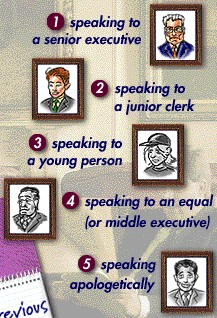 1 speaking to
a senior executive
2 speaking to
a junior clerk
3 speaking to
a young person
4 speaking to an equal
(or middle executive)
5 speaking
apologetically
revious